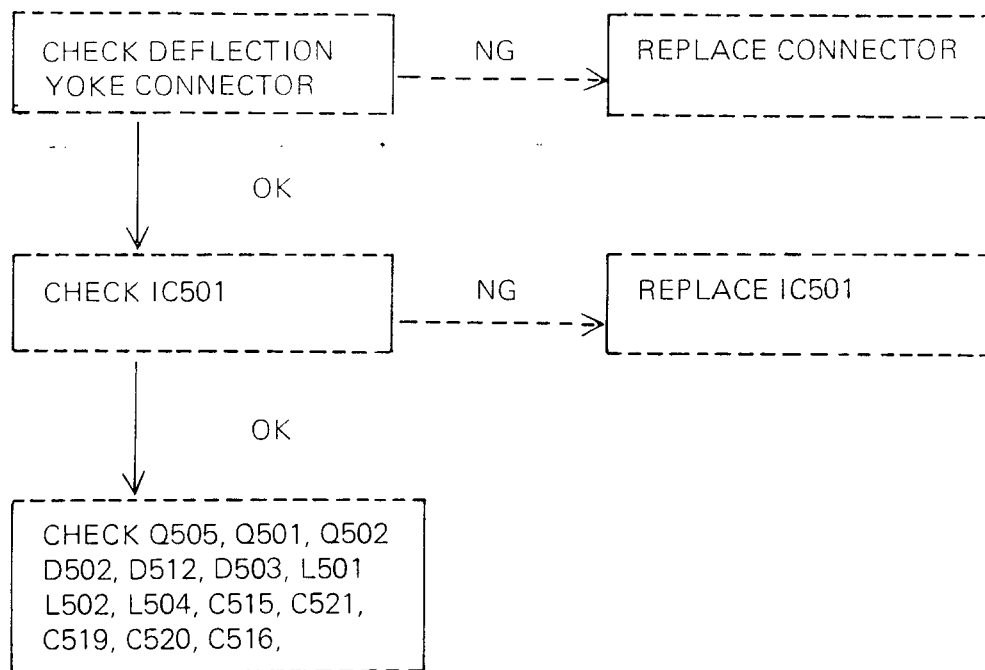 CHECK DEFLECTION
YOKE CONNECTOR
NG
REPLACE CONNECTOR
OK
CHECK IC501
NG
REPLACE IC501
OK
CHECK Q505, Q501, Q502
D502, D512, D503, L501
L502, L504, C515, C521,
C519, C520, C516,